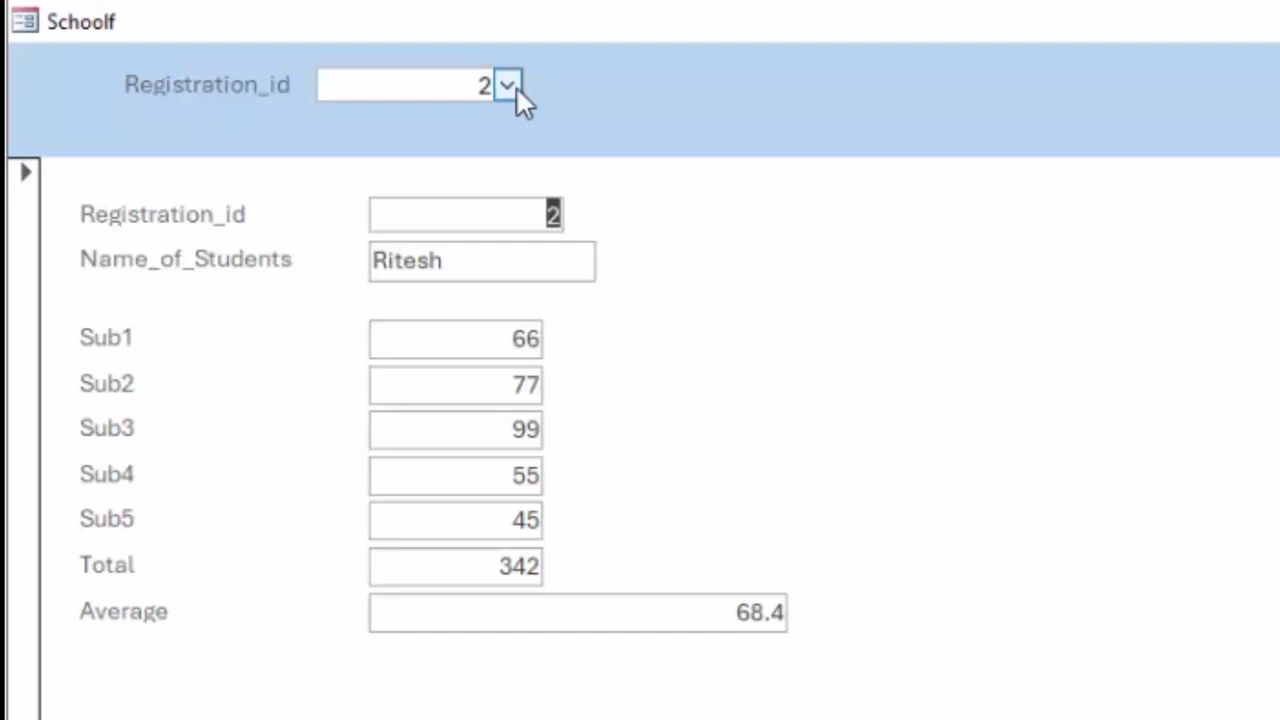 Schoolf
Registration_id 2
Registration_id 2
Name_of_Students Ritesh
Sub1 66
Sub2 77
Sub3 99
Sub4 55
Sub5 45
Total 342
Average 68.4